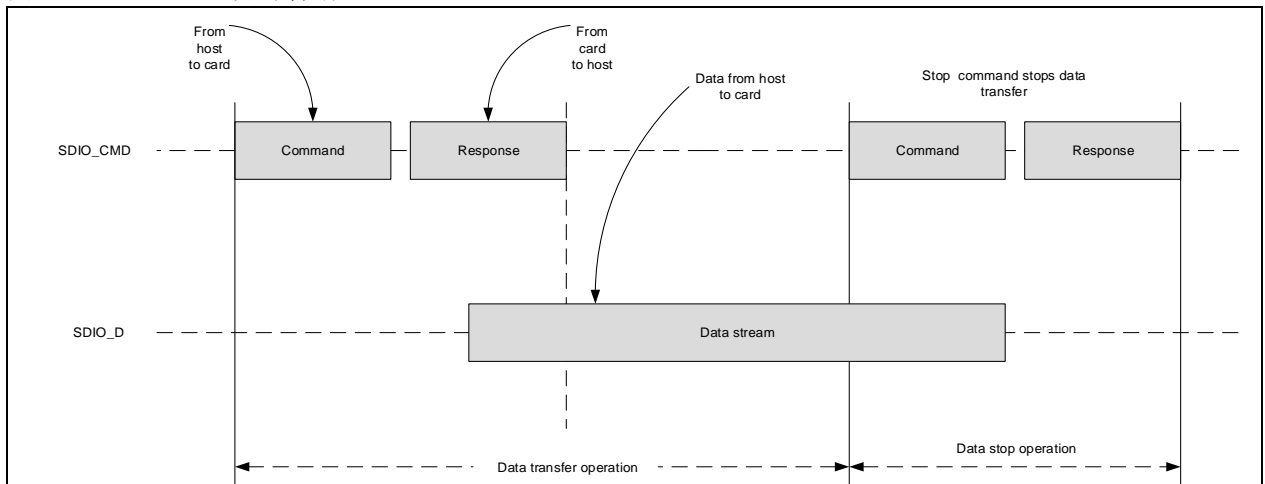 From
host
to card
From
card
to host
Data from host
to card
Stop command stops data
transfer
SDIO_CMD
Command
Response
Command
Response
SDIO_D
Data stream
Data transfer operation
Data stop operation